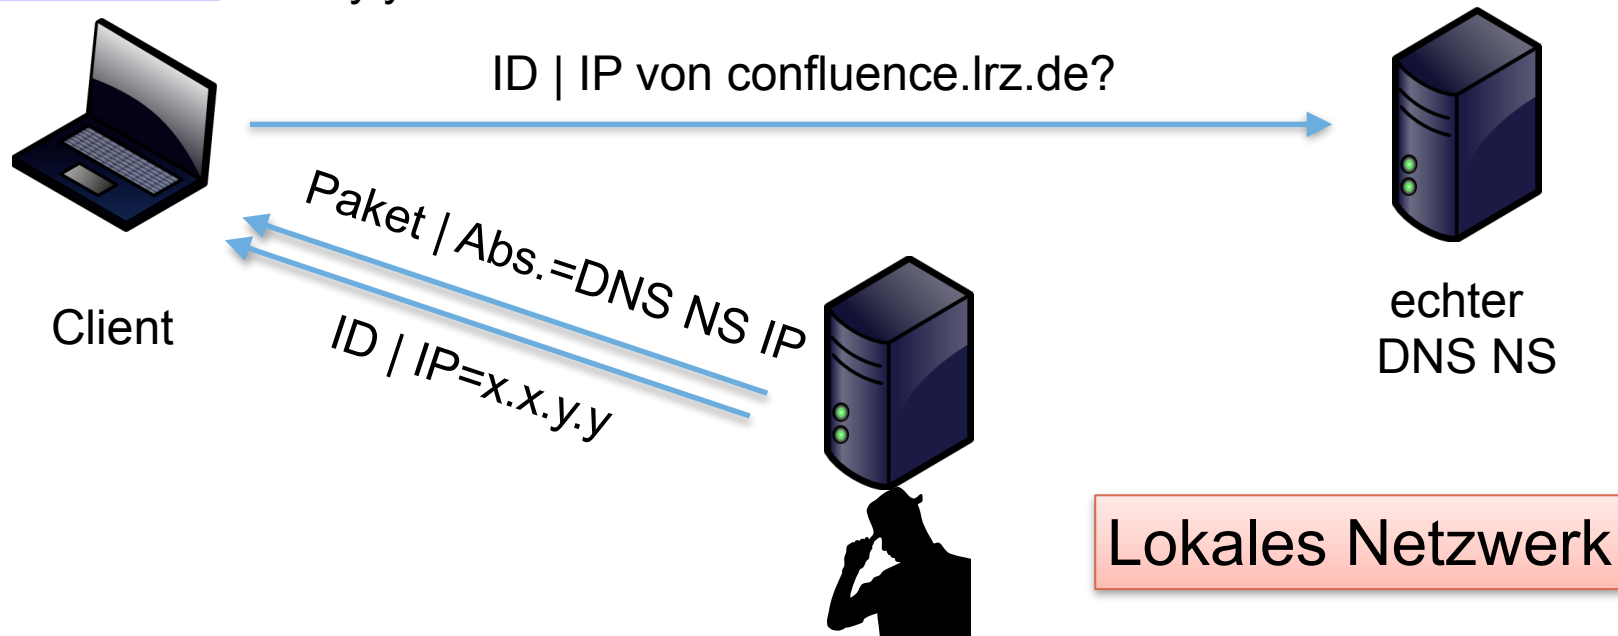 ID | IP von confluence.lrz.de?
Paket | Abs.=DNS NS IP
ID | IP=x.x.y.y
Client
echter
DNS NS
Lokales Netzwerk